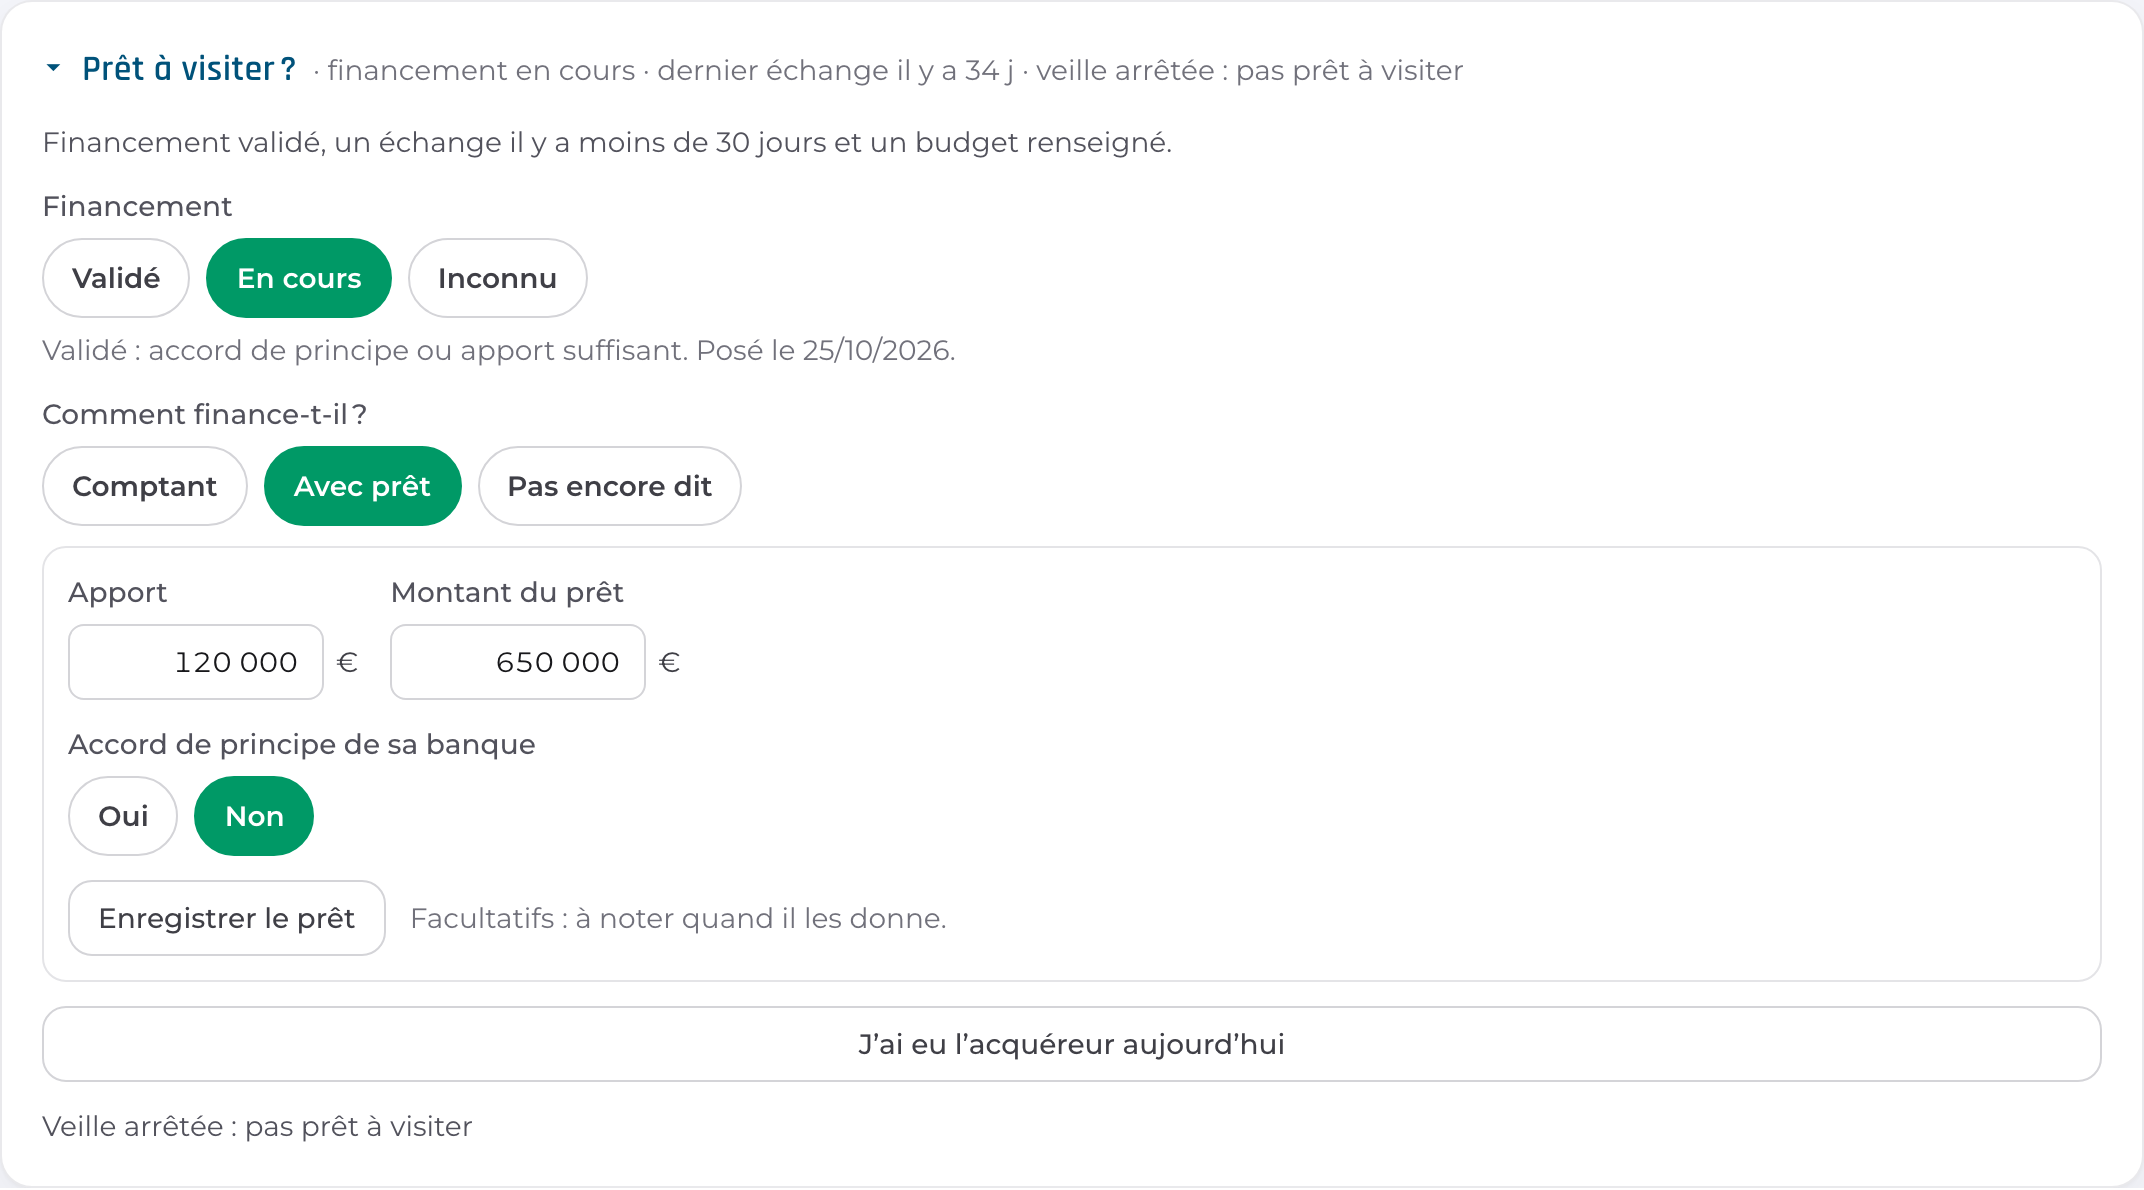 Prêt à visiter ? · financement en cours · dernier échange il y a 34 j · veille arrêtée : pas prêt à visiter
Financement validé, un échange il y a moins de 30 jours et un budget renseigné.
Financement
Validé En cours Inconnu
Validé : accord de principe ou apport suffisant. Posé le 25/10/2026.
Comment finance-t-il ?
Comptant Avec prêt Pas encore dit
Apport Montant du prêt
120 000 € 650 000 €
Accord de principe de sa banque
Oui Non
Enregistrer le prêt Facultatifs : à noter quand il les donne.
J’ai eu l’acquéreur aujourd’hui
Veille arrêtée : pas prêt à visiter